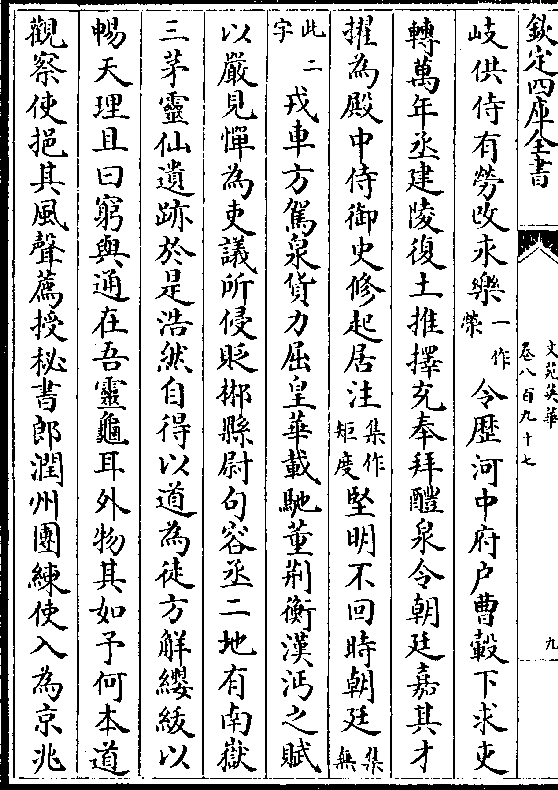 欽定四庫全書
文苑英華
卷八百九十七
九
岐供侍有勞改永樂一作榮令歴河中府户曹轂下求吏
轉萬年丞建陵復土推擇充奉拜醴泉令朝廷嘉其才
擢為殿中侍御史修起居注集作矩度堅明不回時朝廷集無
此二字戎車方駕泉貨力屈皇華載馳董荆衡漢沔之賦
以嚴見憚為吏議所侵貶郴縣尉句容丞二地有南嶽
三茅靈仙遺跡於是浩然自得以道為徒方解纓紱以
暢天理且曰窮與通在吾靈龜耳外物其如予何本道
觀察使挹其風聲薦授秘書郎潤州團練使入為京兆